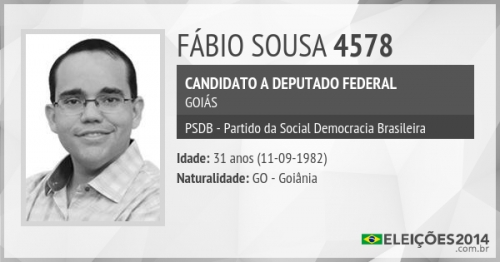 FÁBIO SOUSA 4578
CANDIDATO A DEPUTADO FEDERAL
GOIÁS
PSDB - Partido da Social Democracia Brasileira
Idade: 31 anos (11-09-1982)
Naturalidade: GO - Goiânia
ELEIÇÕES2014
.com.br